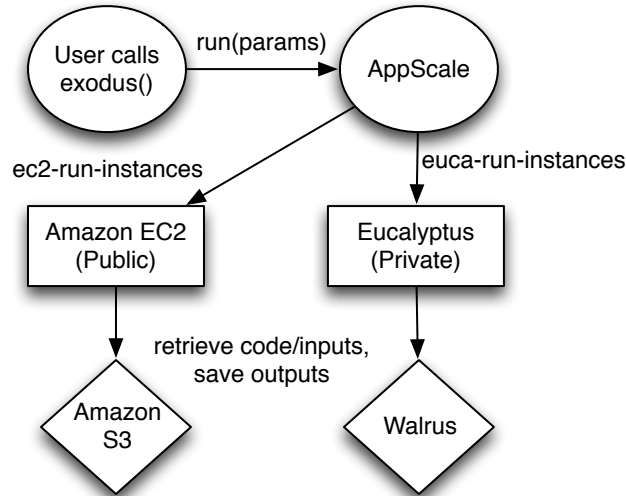 User calls
exodus()
run(params)
AppScale
ec2-run-instances
euca-run-instances
Amazon EC2
(Public)
Eucalyptus
(Private)
retrieve code/inputs,
save outputs
Amazon
S3
Walrus